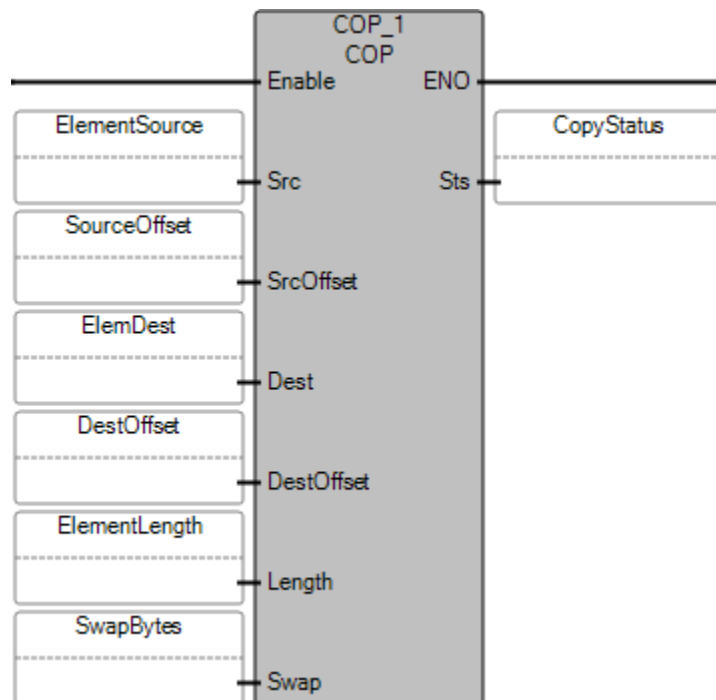 COP_1
COP
Enable ENO
ElementSource CopyStatus
Src Sts
SourceOffset
SrcOffset
ElemDest
Dest
DestOffset
DestOffset
ElementLength
Length
SwapBytes
Swap